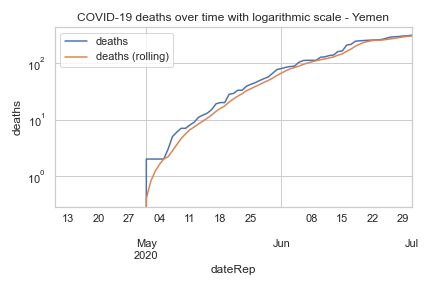 COVID-19 deaths over time with logarithmic scale - Yemen
deaths
deaths (rolling)
deaths
10²
10¹
10⁰
13 20 27 04 11 18 25 08 15 22 29
May Jun Jul
2020
dateRep